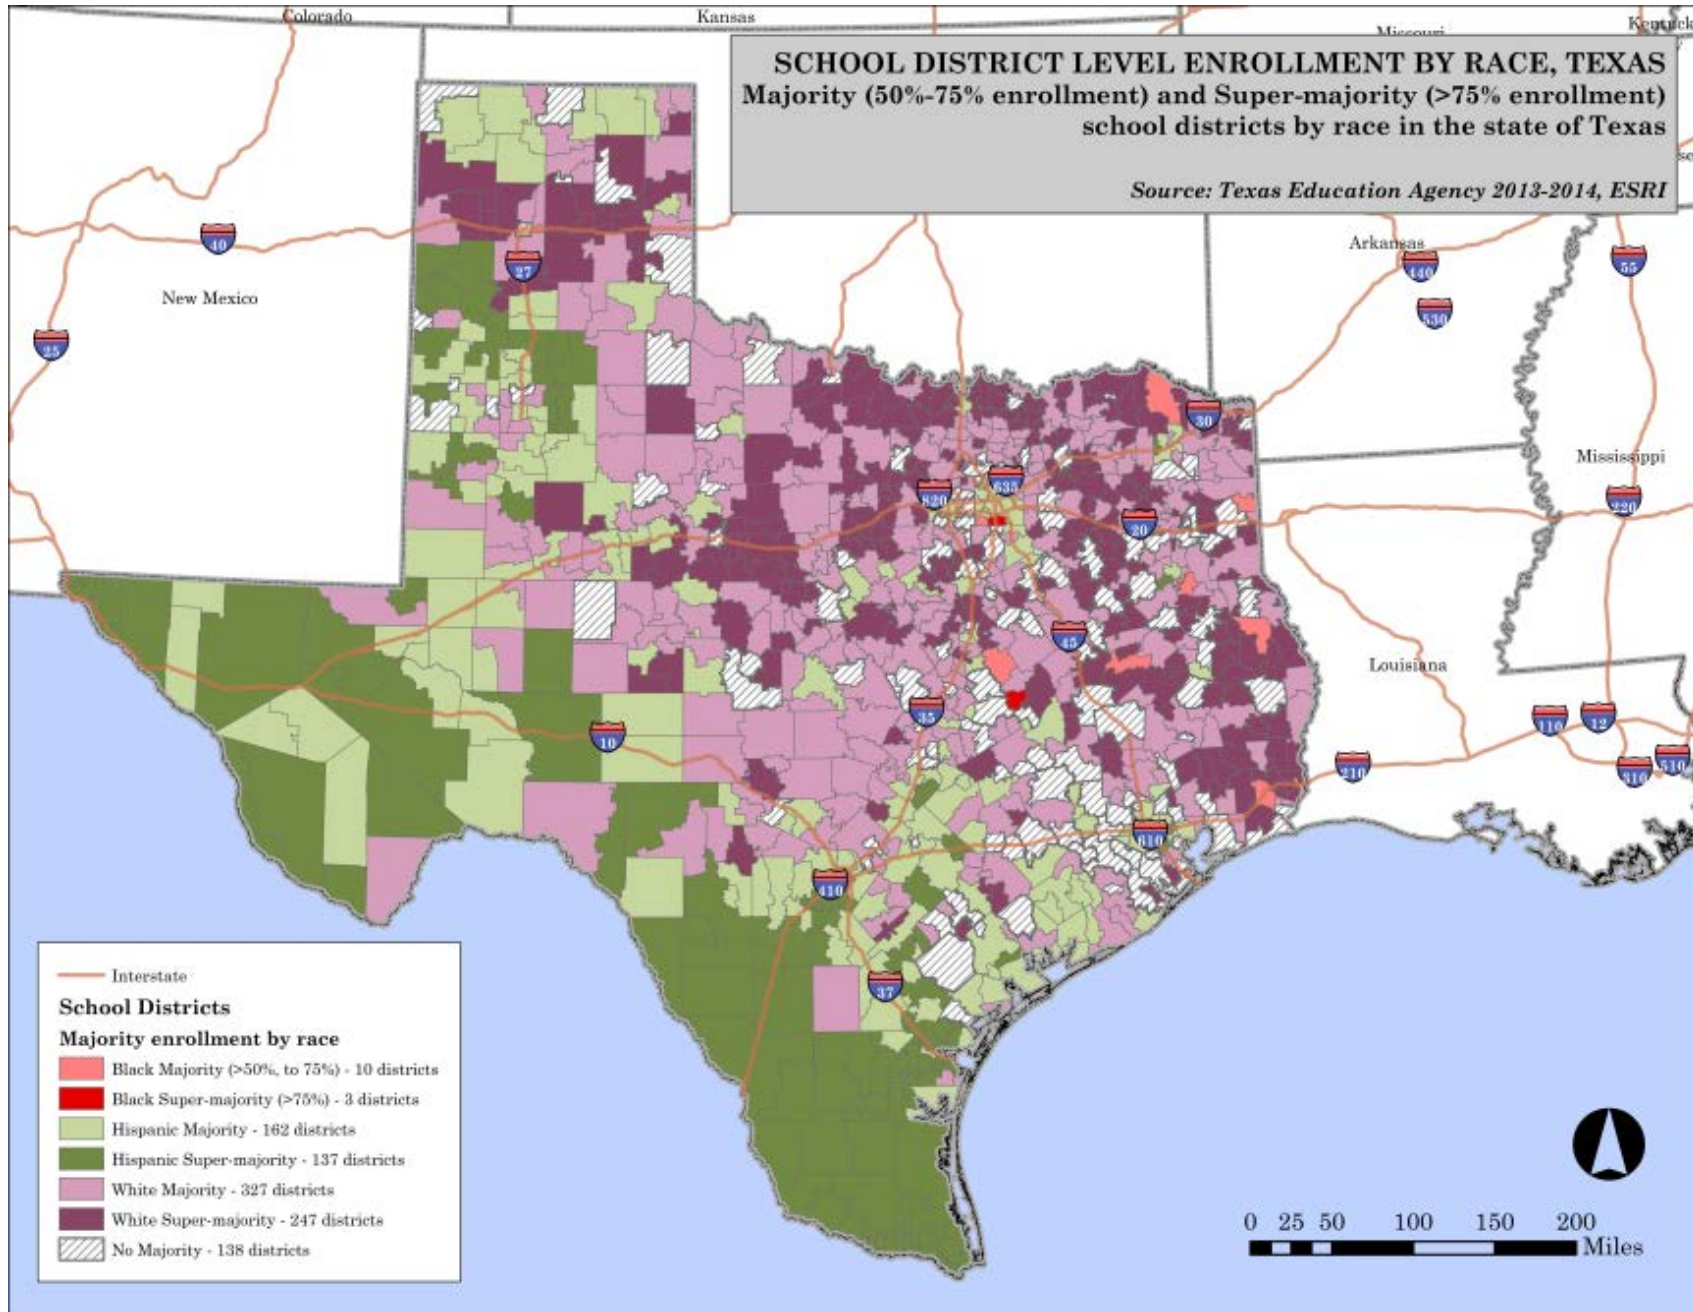 Colorado
Kansas
Missouri
SCHOOL DISTRICT LEVEL ENROLLMENT BY RACE, TEXAS
Majority (50%-75% enrollment) and Super-majority (>75% enrollment)
school districts by race in the state of Texas
Source: Texas Education Agency 2013-2014, ESRI
40
27
New Mexico
25
Arkansas
440
55
530
30
Mississippi
820
635
20
220
45
Louisiana
35
10
110
12
210
310
510
610
410
37
Interstate
School Districts
Majority enrollment by race
Black Majority (>50%, to 75%) - 10 districts
Black Super-majority (>75%) - 3 districts
Hispanic Majority - 162 districts
Hispanic Super-majority - 137 districts
White Majority - 327 districts
White Super-majority - 247 districts
No Majority - 138 districts
0 25 50 100 150 200
Miles